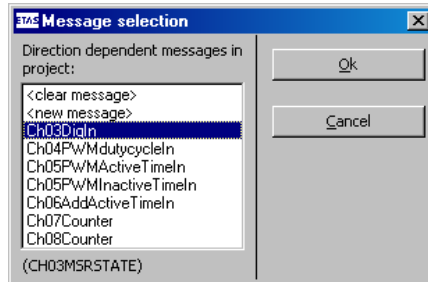 ETAS Message selection
Direction dependent messages in
project:
<clear message>
<new message>
Ch03DigIn
Ch04PWMdutycycleIn
Ch05PWMActiveTimeIn
Ch05PWMInactiveTimeIn
Ch06AddActiveTimeIn
Ch07Counter
Ch08Counter
(CH03MSRSTATE)
Ok
Cancel